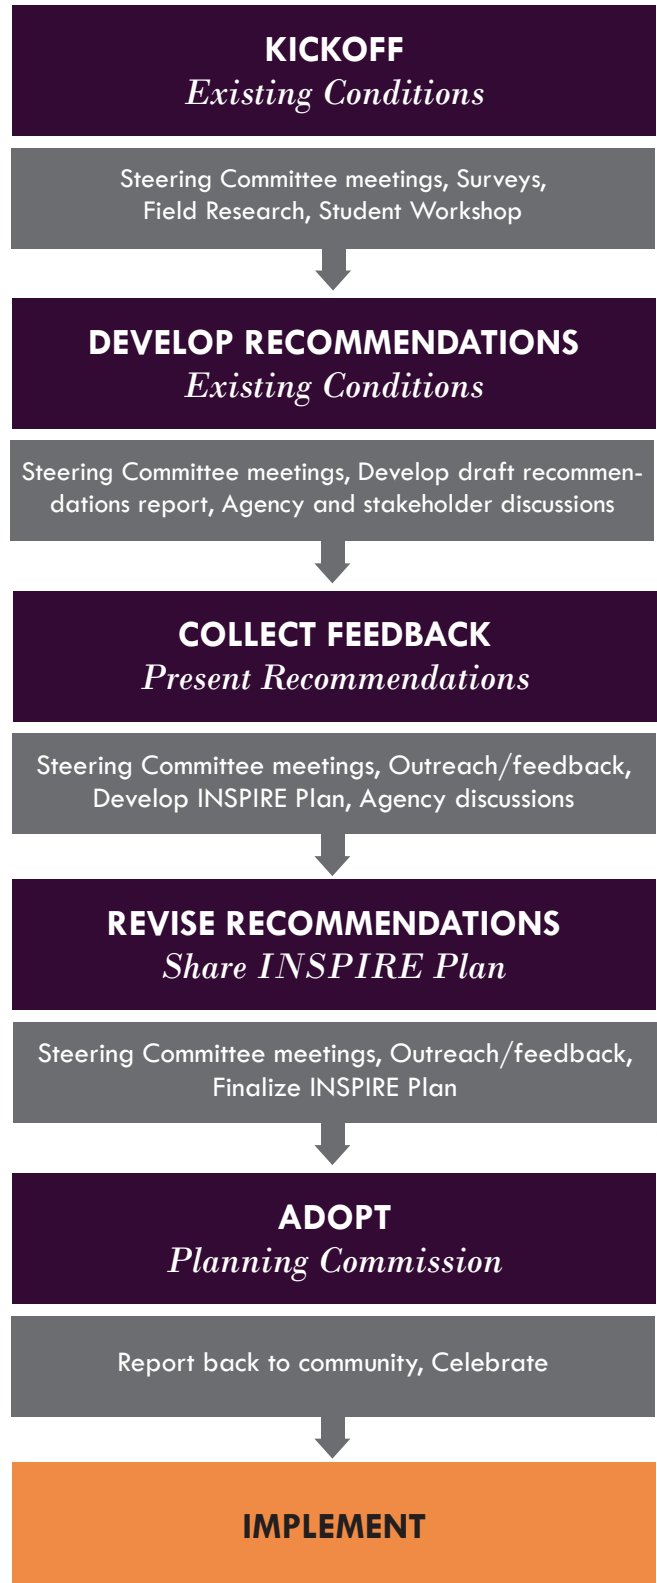 KICKOFF
Existing Conditions
Steering Committee meetings, Surveys,
Field Research, Student Workshop
DEVELOP RECOMMENDATIONS
Existing Conditions
Steering Committee meetings, Develop draft recommen-
dations report, Agency and stakeholder discussions
COLLECT FEEDBACK
Present Recommendations
Steering Committee meetings, Outreach/feedback,
Develop INSPIRE Plan, Agency discussions
REVISE RECOMMENDATIONS
Share INSPIRE Plan
Steering Committee meetings, Outreach/feedback,
Finalize INSPIRE Plan
ADOPT
Planning Commission
Report back to community, Celebrate
IMPLEMENT